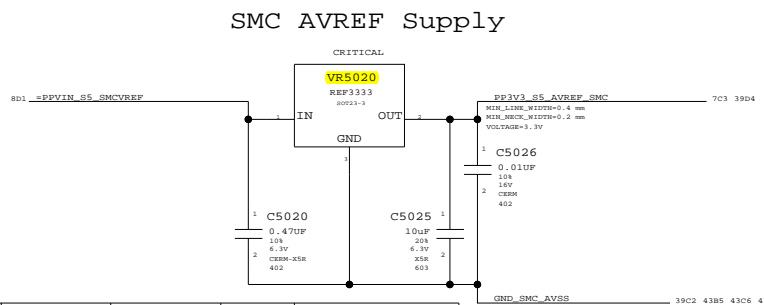 SMC AVREF Supply
CRITICAL
VR5020
REF3333
SOT23-3
8D1 =PPVIN_S5_SMCVREF
PP3V3_S5_AVREF_SMC 7C3 39D4
MIN_LINE_WIDTH=0.4 mm
MIN_NECK_WIDTH=0.2 mm
VOLTAGE=3.3V
1 IN OUT 2
GND
3
1 C5026
0.01UF
10%
16V
2 CERM
402
1 C5020
0.47UF
10%
6.3V
2 CERM-X5R
402
C5025 1
10uF
20%
6.3V
X5R 2
603
GND_SMC_AVSS 39C2 43B5 43C6 4